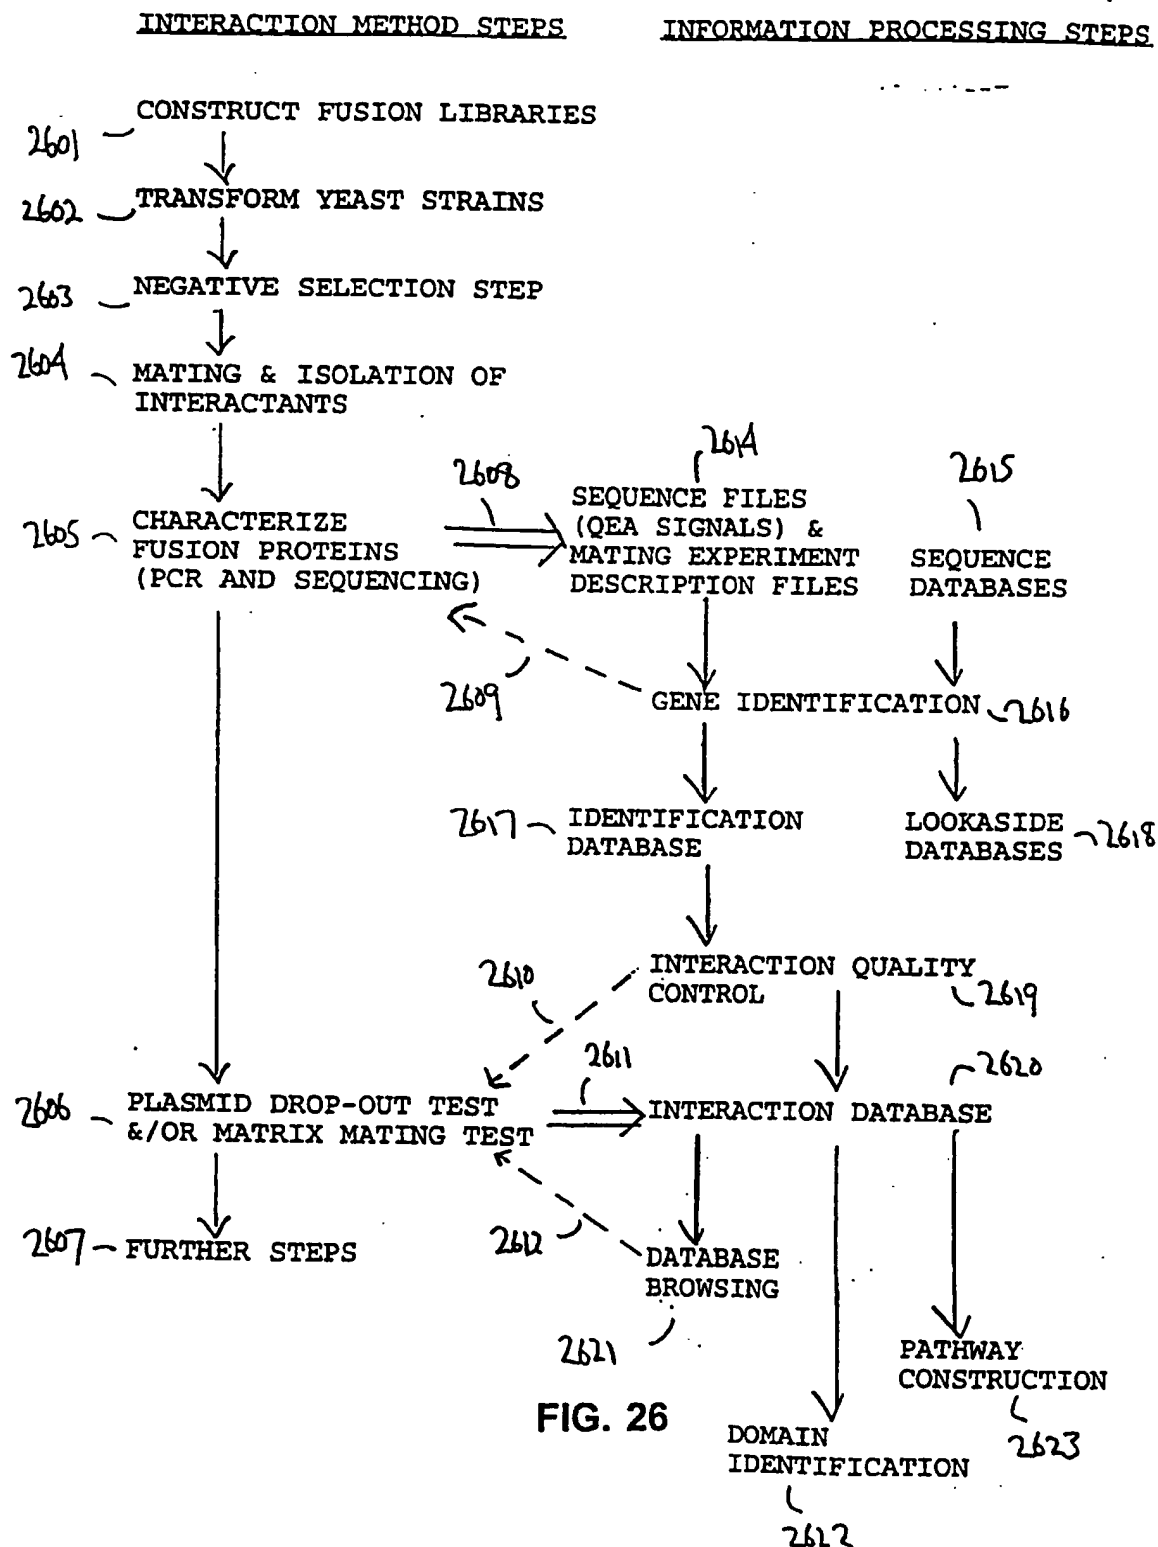 INTERACTION METHOD STEPS
INFORMATION PROCESSING STEPS
CONSTRUCT FUSION LIBRARIES
2601
TRANSFORM YEAST STRAINS
2602
NEGATIVE SELECTION STEP
2603
2604
MATING & ISOLATION OF
INTERACTANTS
2614
2608
2615
SEQUENCE FILES
(QEA SIGNALS) &
MATING EXPERIMENT
DESCRIPTION FILES
2605
CHARACTERIZE
FUSION PROTEINS
(PCR AND SEQUENCING)
SEQUENCE
DATABASES
2609
GENE IDENTIFICATION
2616
2617
IDENTIFICATION
DATABASE
LOOKASIDE
DATABASES
2618
2610
INTERACTION QUALITY
CONTROL
2619
2611
2620
2606
PLASMID DROP-OUT TEST
&/OR MATRIX MATING TEST
INTERACTION DATABASE
2607
FURTHER STEPS
2612
DATABASE
BROWSING
2621
PATHWAY
CONSTRUCTION
2623
FIG. 26
DOMAIN
IDENTIFICATION
2622